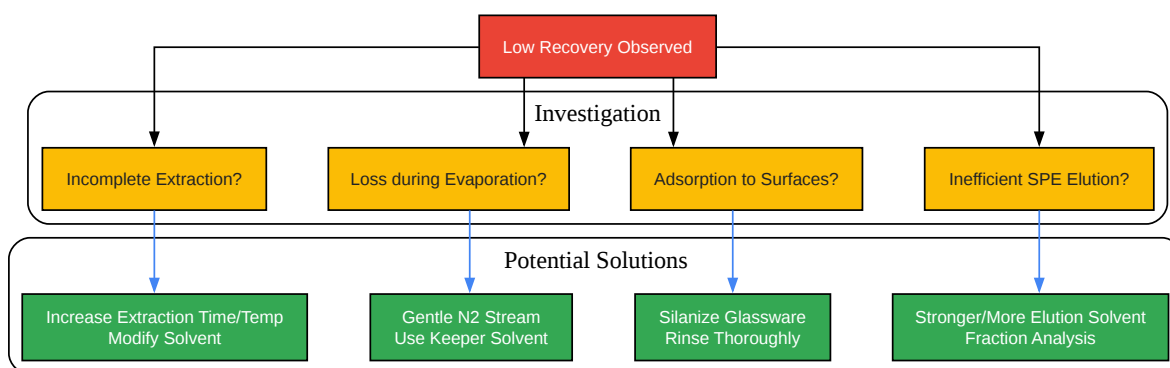 Low Recovery Observed
Investigation
Incomplete Extraction?
Loss during Evaporation?
Adsorption to Surfaces?
Inefficient SPE Elution?
Potential Solutions
Increase Extraction Time/Temp
Modify Solvent
Gentle N2 Stream
Use Keeper Solvent
Silanize Glassware
Rinse Thoroughly
Stronger/More Elution Solvent
Fraction Analysis